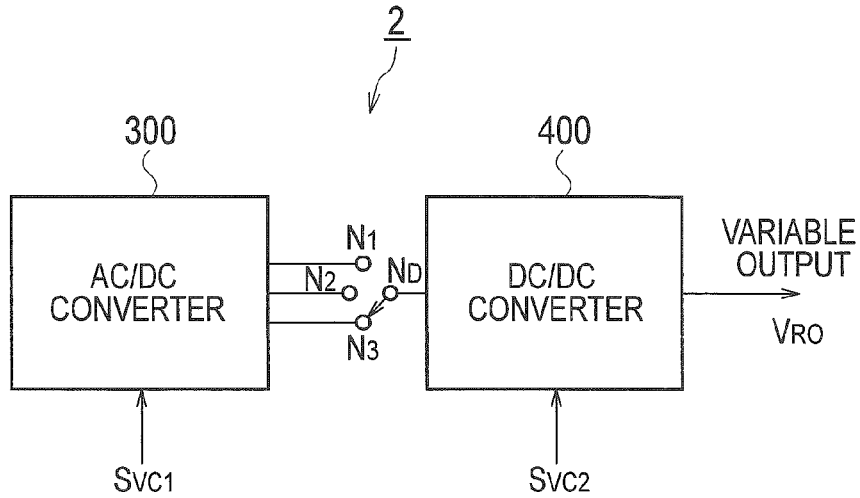 2
300
400
AC/DC
CONVERTER
N1
N2
N3
ND
DC/DC
CONVERTER
VARIABLE
OUTPUT
VRO
SVC1
SVC2